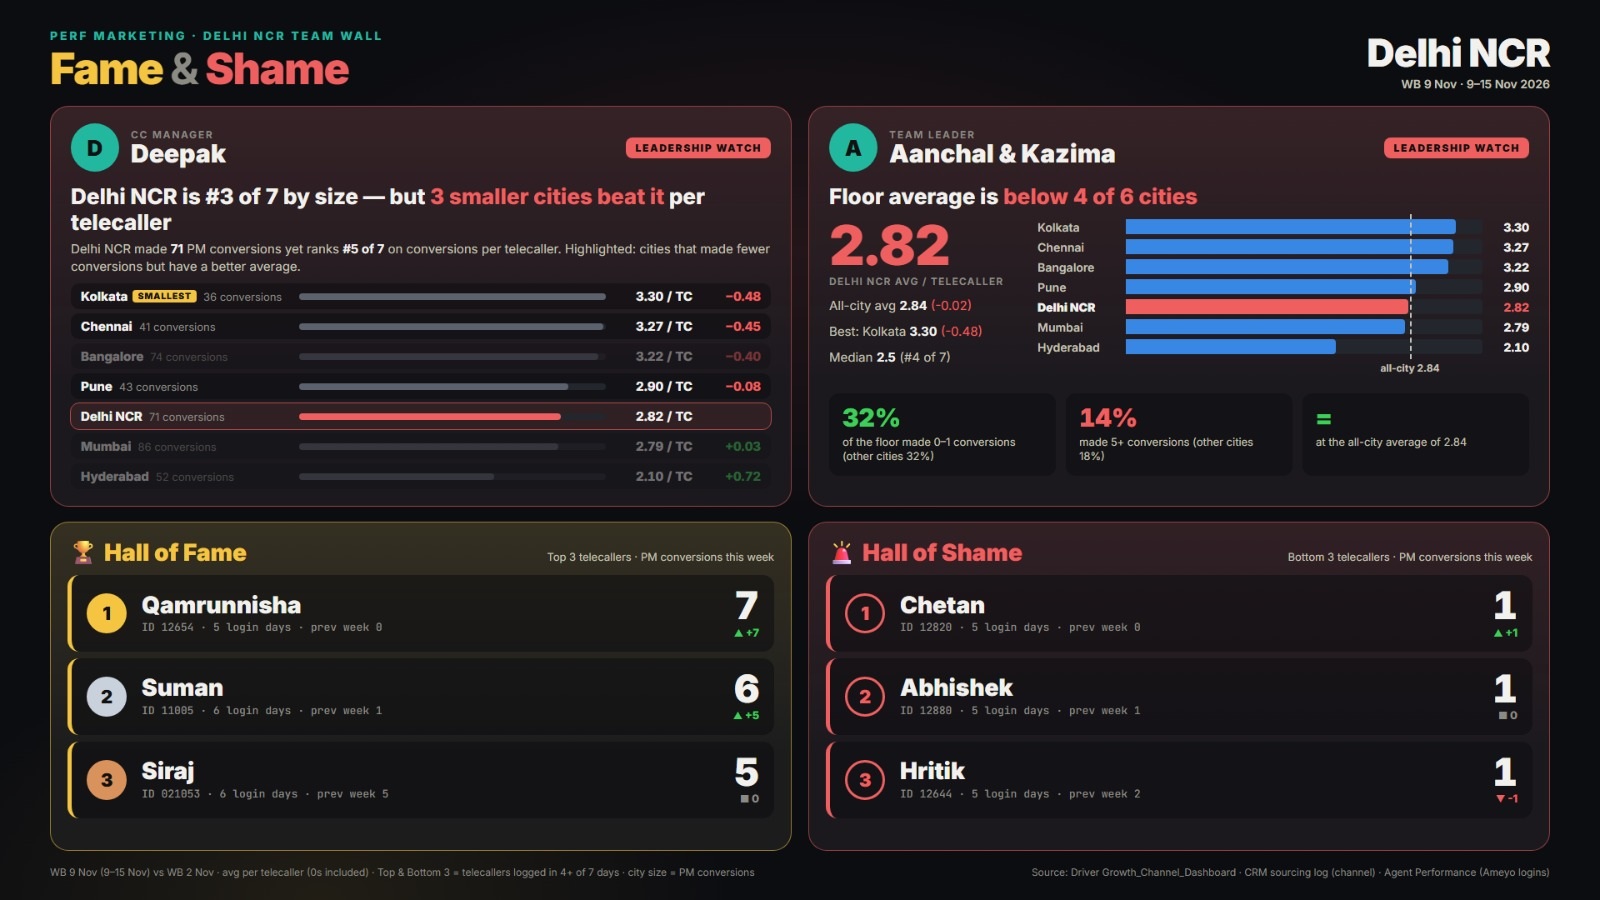 PERF MARKETING · DELHI NCR TEAM WALL
Fame & Shame
Delhi NCR
WB 9 Nov · 9–15 Nov 2026
D
CC MANAGER
Deepak
LEADERSHIP WATCH
Delhi NCR is #3 of 7 by size — but 3 smaller cities beat it per
telecaller
Delhi NCR made 71 PM conversions yet ranks #5 of 7 on conversions per telecaller. Highlighted: cities that made fewer
conversions but have a better average.
Kolkata SMALLEST 36 conversions 3.30 / TC −0.48
Chennai 41 conversions 3.27 / TC −0.45
Bangalore 74 conversions 3.22 / TC −0.40
Pune 43 conversions 2.90 / TC −0.08
Delhi NCR 71 conversions 2.82 / TC
Mumbai 86 conversions 2.79 / TC +0.03
Hyderabad 52 conversions 2.10 / TC +0.72
A
TEAM LEADER
Aanchal & Kazima
LEADERSHIP WATCH
Floor average is below 4 of 6 cities
2.82
DELHI NCR AVG / TELECALLER
All-city avg 2.84 (-0.02)
Best: Kolkata 3.30 (-0.48)
Median 2.5 (#4 of 7)
Kolkata 3.30
Chennai 3.27
Bangalore 3.22
Pune 2.90
Delhi NCR 2.82
Mumbai 2.79
Hyderabad 2.10
all-city 2.84
32%
of the floor made 0–1 conversions
(other cities 32%)
14%
made 5+ conversions (other cities
18%)
=
at the all-city average of 2.84
🏆 Hall of Fame
Top 3 telecallers · PM conversions this week
1 Qamrunnisha 7
ID 12654 · 5 login days · prev week 0 ▲ +7
2 Suman 6
ID 11005 · 6 login days · prev week 1 ▲ +5
3 Siraj 5
ID 021053 · 6 login days · prev week 5 ■ 0
🚨 Hall of Shame
Bottom 3 telecallers · PM conversions this week
1 Chetan 1
ID 12820 · 5 login days · prev week 0 ▲ +1
2 Abhishek 1
ID 12880 · 5 login days · prev week 1 ■ 0
3 Hritik 1
ID 12644 · 5 login days · prev week 2 ▼ -1
WB 9 Nov (9–15 Nov) vs WB 2 Nov · avg per telecaller (0s included) · Top & Bottom 3 = telecallers logged in 4+ of 7 days · city size = PM conversions
Source: Driver Growth_Channel_Dashboard · CRM sourcing log (channel) · Agent Performance (Ameyo logins)